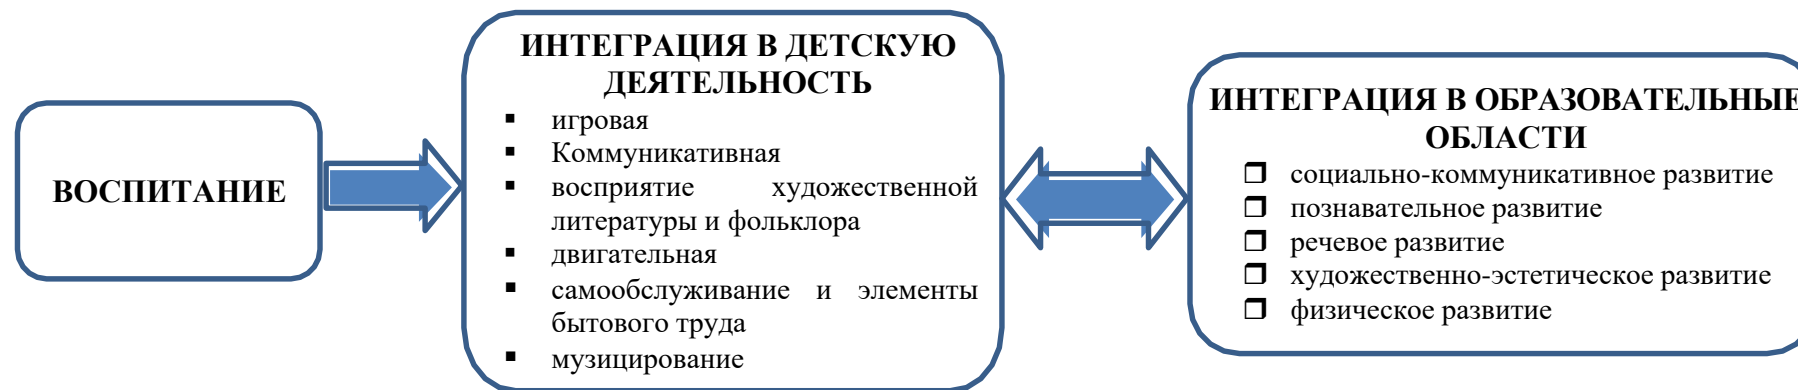 ВОСПИТАНИЕ
ИНТЕГРАЦИЯ В ДЕТСКУЮ
ДЕЯТЕЛЬНОСТЬ
▪ игровая
▪ Коммуникативная
▪ восприятие художественной
литературы и фольклора
▪ двигательная
▪ самообслуживание и элементы
бытового труда
▪ музицирование
ИНТЕГРАЦИЯ В ОБРАЗОВАТЕЛЬНЫЕ
ОБЛАСТИ
❒ социально-коммуникативное развитие
❒ познавательное развитие
❒ речевое развитие
❒ художественно-эстетическое развитие
❒ физическое развитие